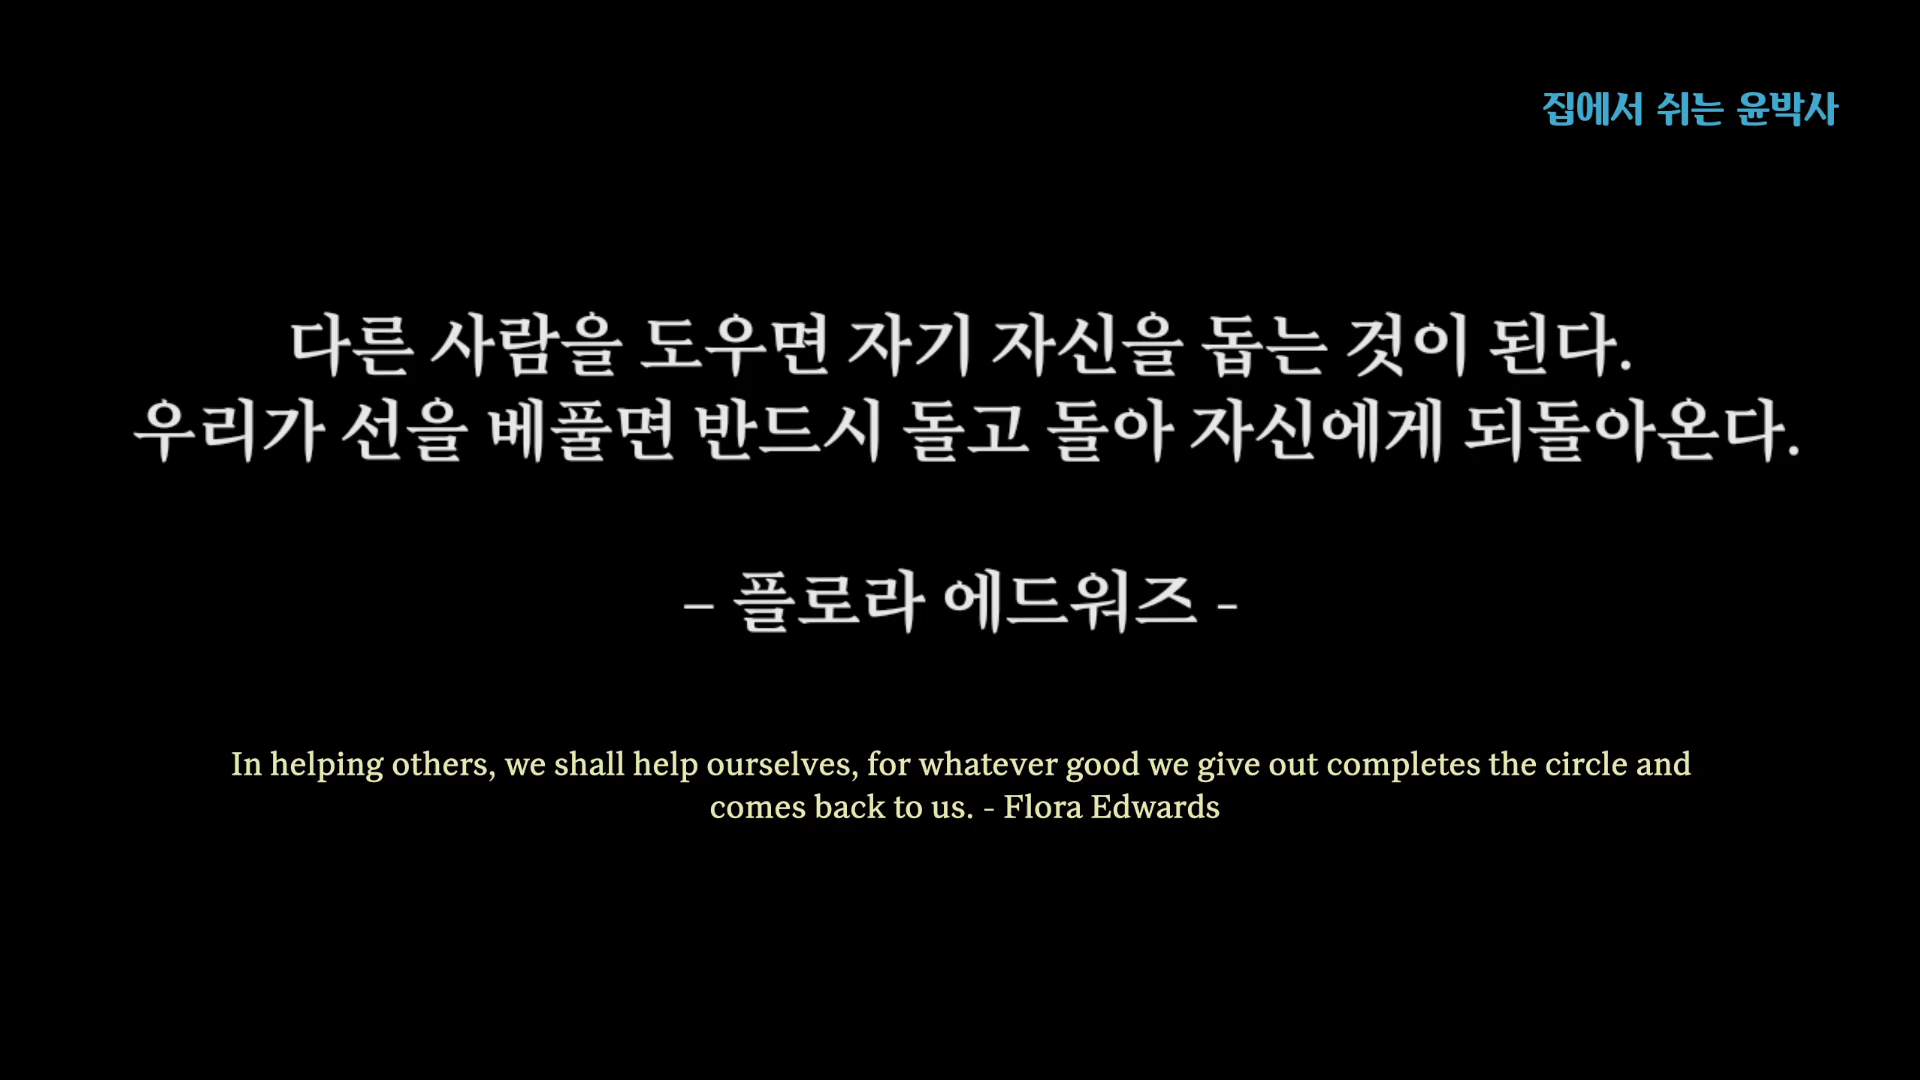 집에서 쉬는 윤박사
다른 사람을 도우면 자기 자신을 돕는 것이 된다.
우리가 선을 베풀면 반드시 돌고 돌아 자신에게 되돌아온다.
– 플로라 에드워즈 -
In helping others, we shall help ourselves, for whatever good we give out completes the circle and
comes back to us. - Flora Edwards